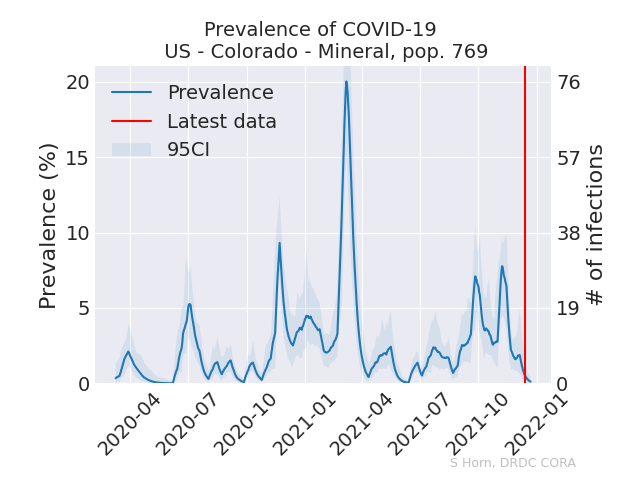 Prevalence of COVID-19
US - Colorado - Mineral, pop. 769
Prevalence (%)
20
15
10
5
0
Prevalence
Latest data
95CI
76
57
38
19
0
# of infections
2020-04
2020-07
2020-10
2021-01
2021-04
2021-07
2021-10
2022-01
S Horn, DRDC CORA